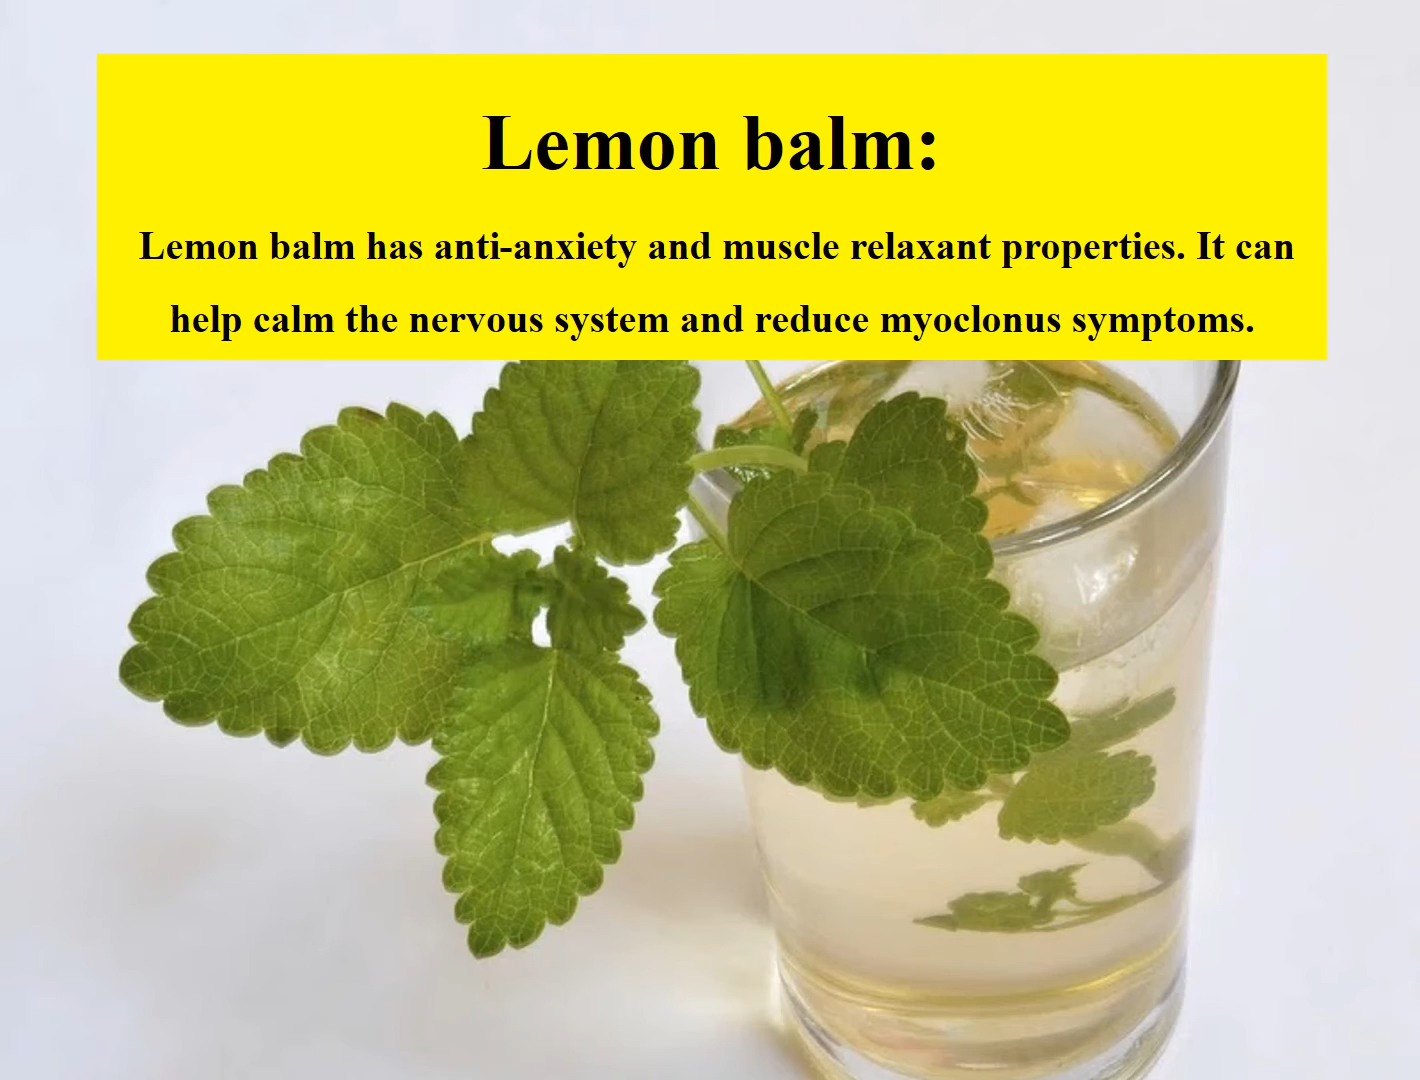 Lemon balm:
Lemon balm has anti-anxiety and muscle relaxant properties. It can
help calm the nervous system and reduce myoclonus symptoms.